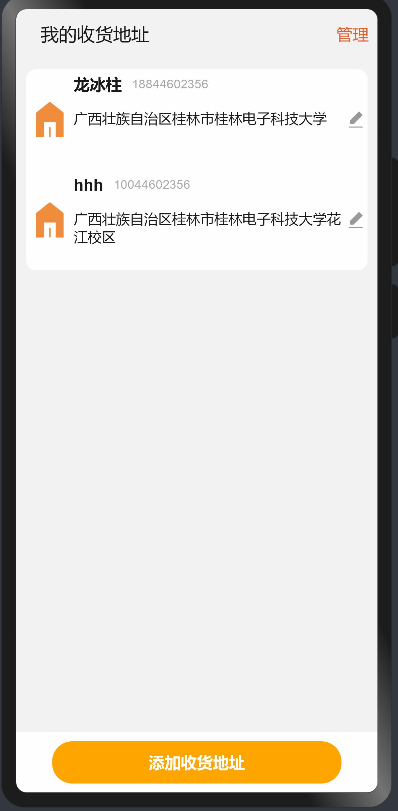 我的收货地址 管理
龙冰柱 18844602356
广西壮族自治区桂林市桂林电子科技大学
hhh 10044602356
广西壮族自治区桂林市桂林电子科技大学花
江校区
添加收货地址